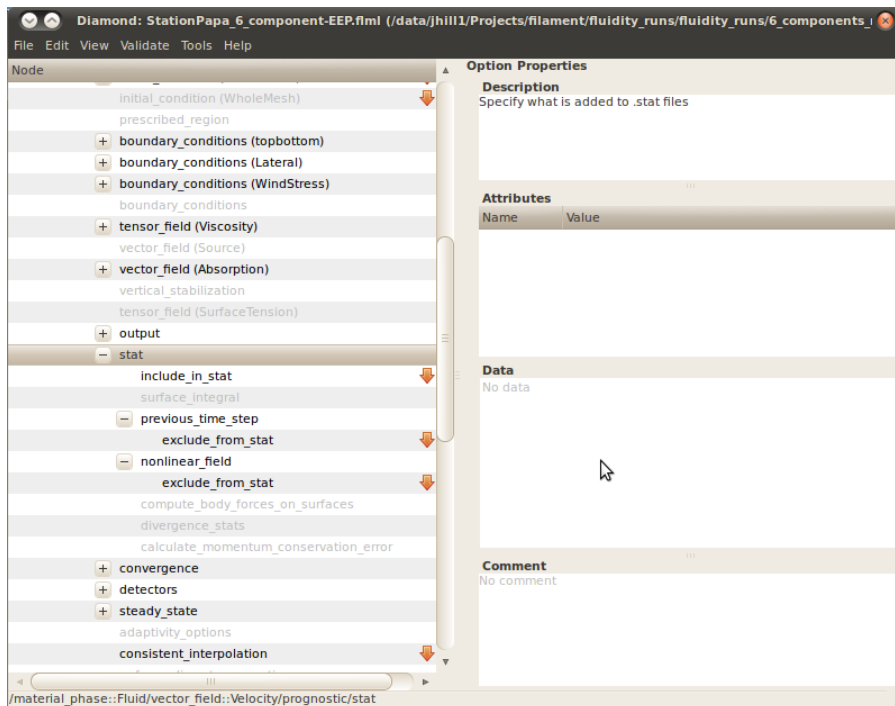 Diamond: StationPapa_6_component-EEP.flml (/data/jhill1/Projects/filament/fluidity_runs/fluidity_runs/6_components_
File Edit View Validate Tools Help
Node
initial_condition (WholeMesh)
prescribed_region
boundary_conditions (topbottom)
boundary_conditions (Lateral)
boundary_conditions (WindStress)
boundary_conditions
tensor_field (Viscosity)
vector_field (Source)
vector_field (Absorption)
vertical_stabilization
tensor_field (SurfaceTension)
output
stat
include_in_stat
surface_integral
previous_time_step
exclude_from_stat
nonlinear_field
exclude_from_stat
compute_body_forces_on_surfaces
divergence_stats
calculate_momentum_conservation_error
convergence
detectors
steady_state
adaptivity_options
consistent_interpolation
Option Properties
Description
Specify what is added to .stat files
Attributes
Name Value
Data
No data
Comment
No comment
/material_phase::Fluid/vector_field::Velocity/prognostic/stat